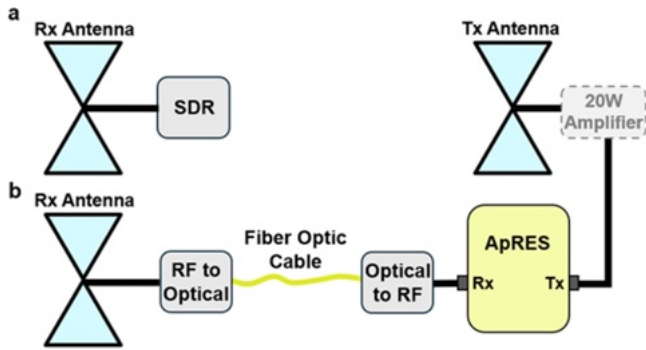 a
Rx Antenna
Tx Antenna
SDR
20W
Amplifier
b
Rx Antenna
RF to
Optical
Fiber Optic
Cable
Optical
to RF
ApRES
Rx
Tx